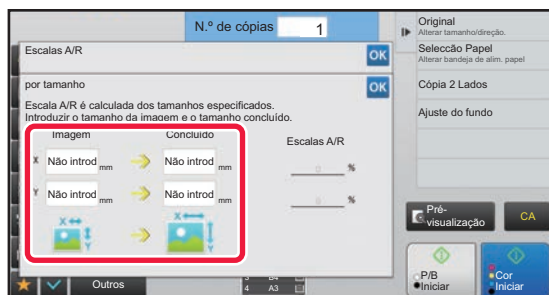 N.º de cópias 1
Escalas A/R
OK
por tamanho
OK
Escala A/R é calculada dos tamanhos especificados.
Introduzir o tamanho da imagem e o tamanho concluído.
Imagem Concluído
Escalas A/R
X Não introd mm Não introd mm
%
Y Não introd mm Não introd mm
%
X X
Y Y
Outros
4 A3
Original
Alterar tamanho/direção.
Seleccão Papel
Alterar bandeja de alim. papel
Cópia 2 Lados
Ajuste do fundo
Pré-
visualização
CA
P/B
Iniciar
Cor
Iniciar